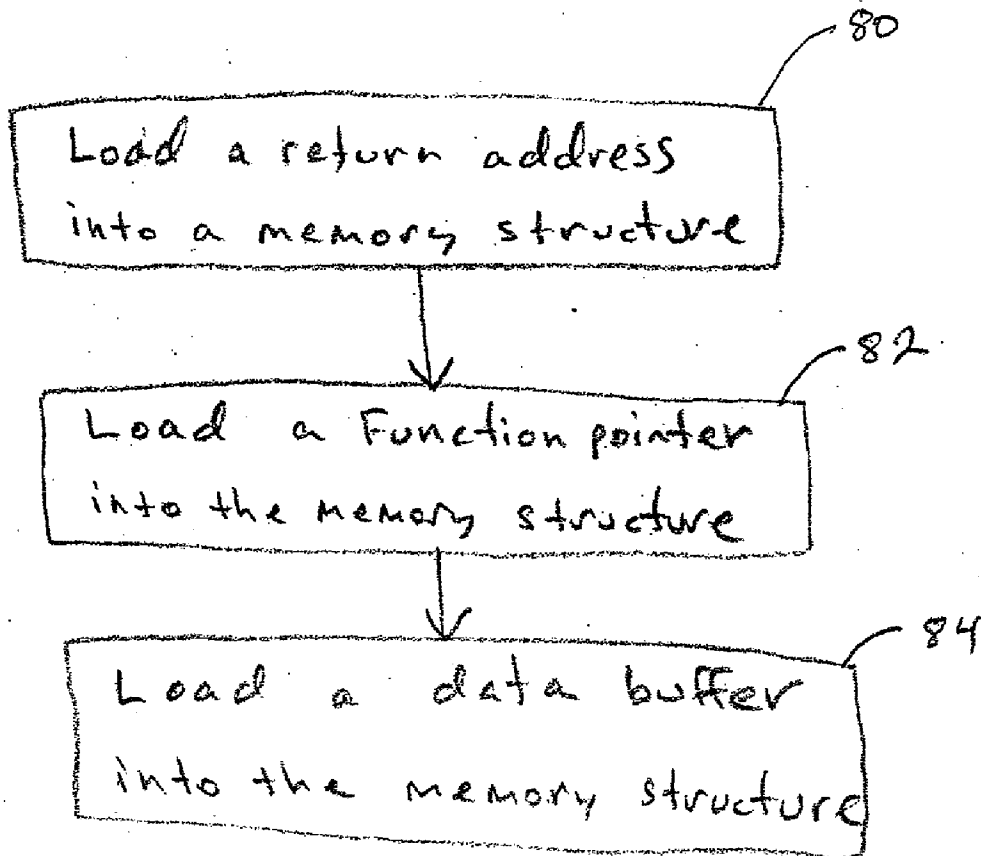 80
Load a return address
into a memory structure
82
Load a Function pointer
into the memory structure
84
Load a data buffer
into the memory structure